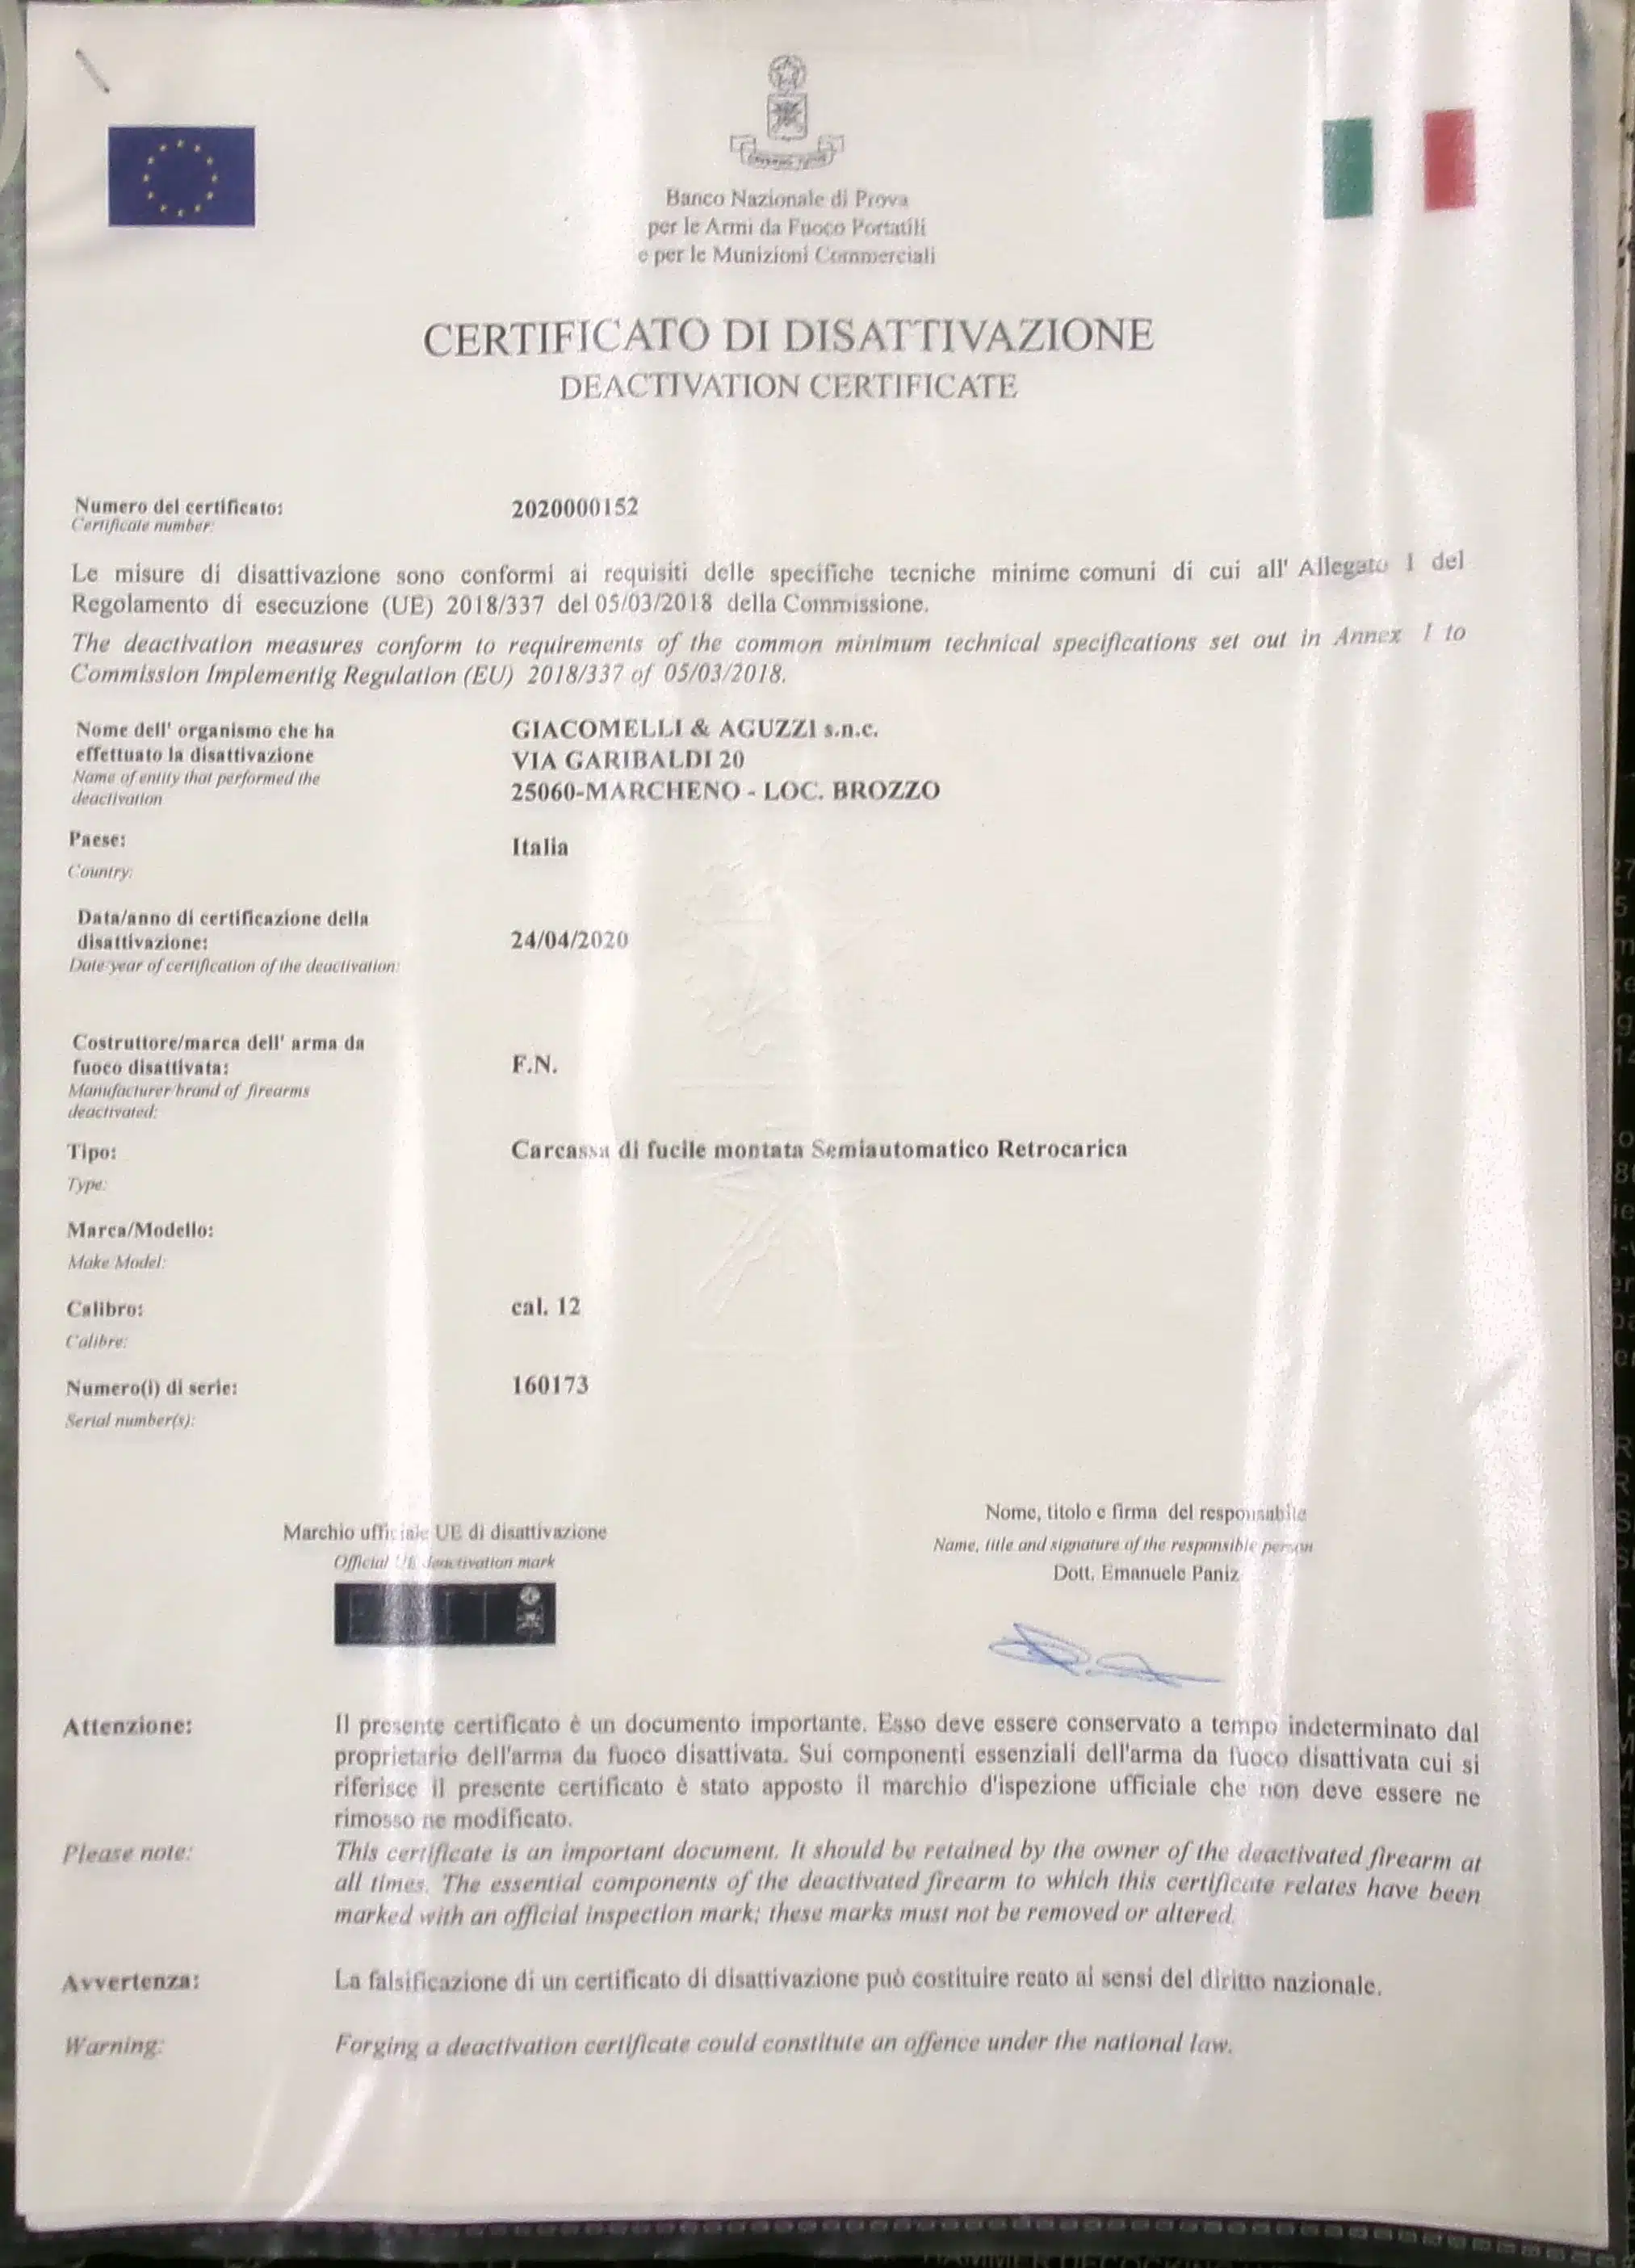 Banco Nazionale di Prova
per le Armi da Fuoco Portatili
e per le Munizioni Commerciali
CERTIFICATO DI DISATTIVAZIONE
DEACTIVATION CERTIFICATE
Numero del certificato: 2020000152
Certificate number:
Le misure di disattivazione sono conformi ai requisiti delle specifiche tecniche minime comuni di cui all' Allegato I del
Regolamento di esecuzione (UE) 2018/337 del 05/03/2018 della Commissione.
The deactivation measures conform to requirements of the common minimum technical specifications set out in Annex I to
Commission Implementig Regulation (EU) 2018/337 of 05/03/2018.
Nome dell' organismo che ha GIACOMELLI & AGUZZI s.n.c.
effettuato la disattivazione VIA GARIBALDI 20
Name of entity that performed the 25060-MARCHENO - LOC. BROZZO
deactivation
Paese: Italia
Country:
Data/anno di certificazione della
disattivazione: 24/04/2020
Date/year of certification of the deactivation:
Costruttore/marca dell' arma da
fuoco disattivata: F.N.
Manufacturer/brand of firearms
deactivated:
Tipo: Carcassa di fucile montata Semiautomatico Retrocarica
Type:
Marca/Modello:
Make/Model:
Calibro: cal. 12
Calibre:
Numero(i) di serie: 160173
Serial number(s):
Nome, titolo e firma del responsabile
Marchio ufficiale UE di disattivazione
Name, title and signature of the responsible person
Official UE deactivation mark
Dott. Emanuele Paniz
Attenzione: Il presente certificato è un documento importante. Esso deve essere conservato a tempo indeterminato dal
proprietario dell'arma da fuoco disattivata. Sui componenti essenziali dell'arma da fuoco disattivata cui si
riferisce il presente certificato è stato apposto il marchio d'ispezione ufficiale che non deve essere ne
rimosso ne modificato.
Please note: This certificate is an important document. It should be retained by the owner of the deactivated firearm at
all times. The essential components of the deactivated firearm to which this certificate relates have been
marked with an official inspection mark; these marks must not be removed or altered.
Avvertenza: La falsificazione di un certificato di disattivazione può costituire reato ai sensi del diritto nazionale.
Warning: Forging a deactivation certificate could constitute an offence under the national law.